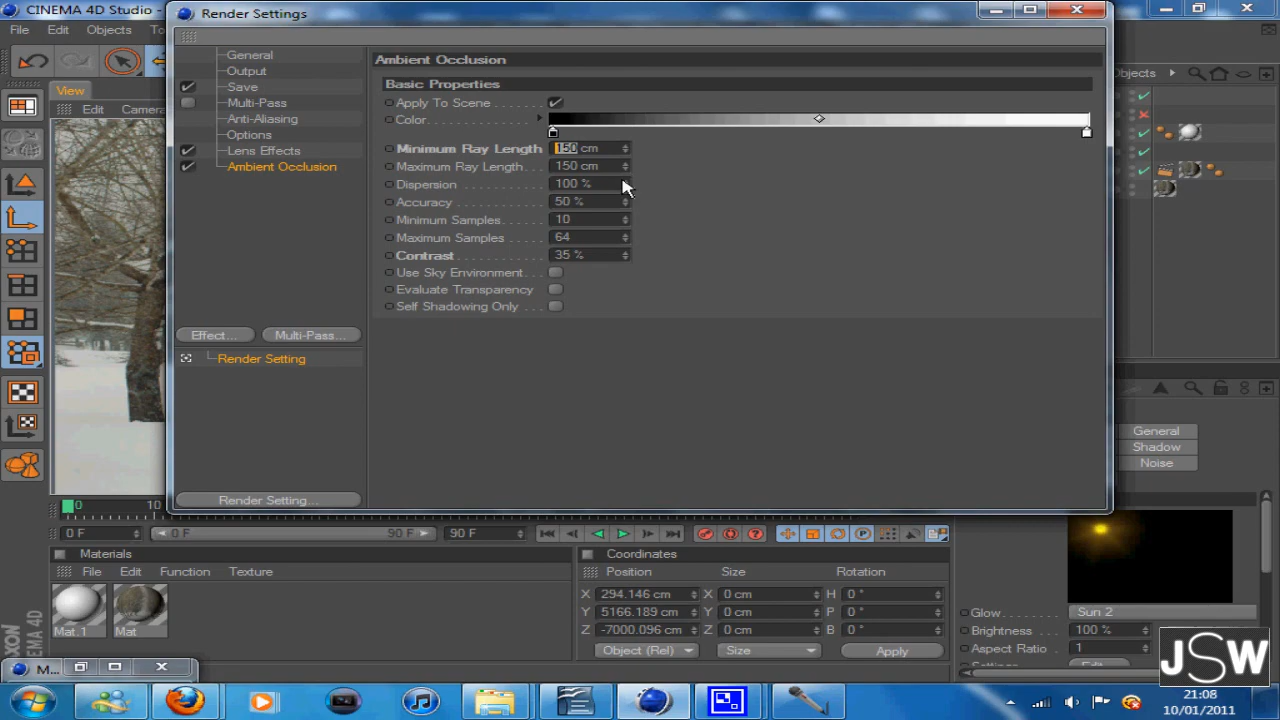 CINEMA 4D Studio -
Render Settings
File Edit Objects
View
Edit Camera
General
Output
Save
Multi-Pass
Anti-Aliasing
Options
Lens Effects
Ambient Occlusion
Effect...
Multi-Pass...
Render Setting
Render Setting...
Ambient Occlusion
Basic Properties
Apply To Scene
Color
Minimum Ray Length 150 cm
Maximum Ray Length 150 cm
Dispersion 100 %
Accuracy 50 %
Minimum Samples 10
Maximum Samples 64
Contrast 35 %
Use Sky Environment
Evaluate Transparency
Self Shadowing Only
Objects
General
Shadow
Noise
0 10
0 F 0 F 90 F 90 F
Materials
File Edit Function Texture
Mat.1 Mat
Coordinates
Position Size Rotation
X 294.146 cm X 0 cm H 0 °
Y 5166.189 cm Y 0 cm P 0 °
Z -7000.096 cm Z 0 cm B 0 °
Object (Rel) Size Apply
Glow Sun 2
Brightness 100 %
Aspect Ratio 1
Edit
XON
CINEMA 4D
M...
JSW
21:08
10/01/2011